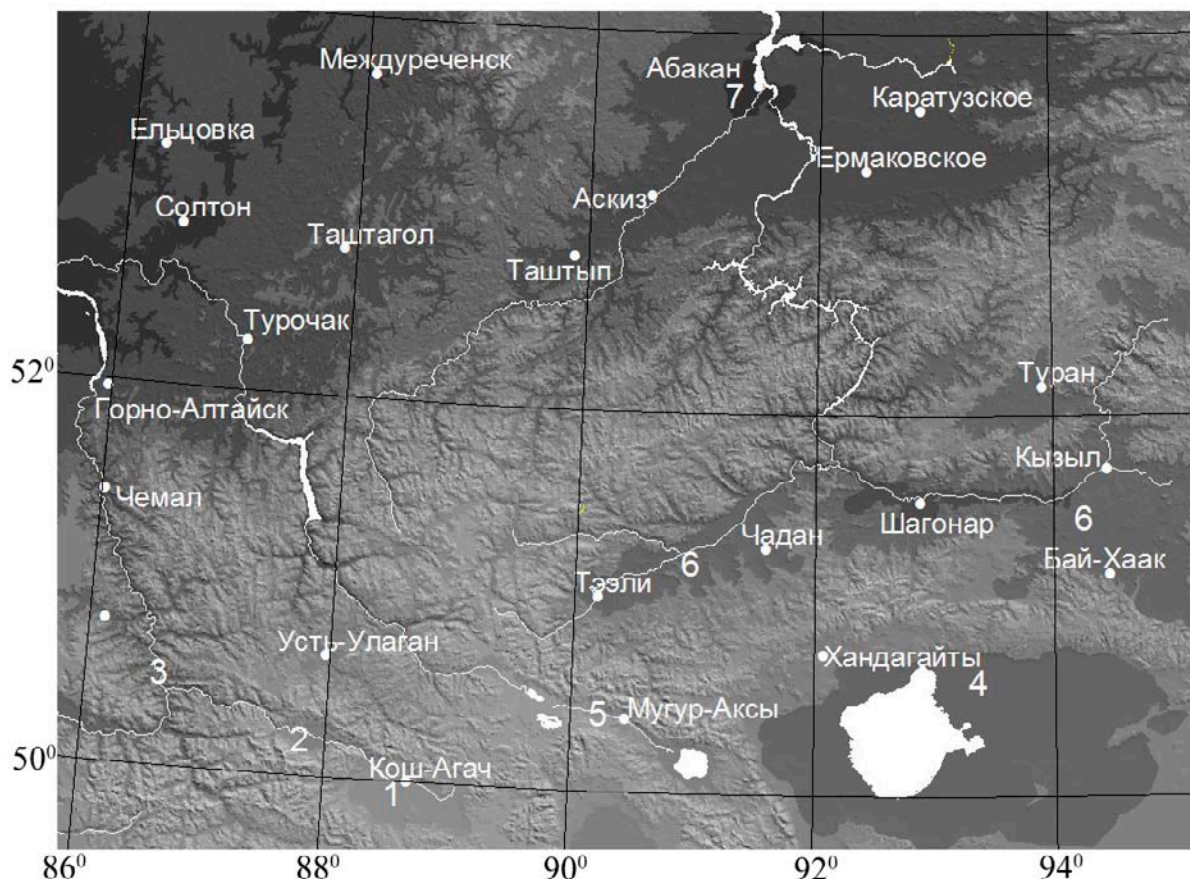 Междуреченск
Абакан
7
Каратузское
Ельцовка
Ермаковское
Солтон
Аскиз
Таштагол
Таштып
Турочак
52⁰
Туран
Горно-Алтайск
Кызыл
Чемал
Шагонар
6
Чадан
Бай-Хаак
6
Тээли
Усть-Улаган
Хандагайты
3
4
5
Мугур-Аксы
2
50⁰
Кош-Агач
1
86⁰ 88⁰ 90⁰ 92⁰ 94⁰